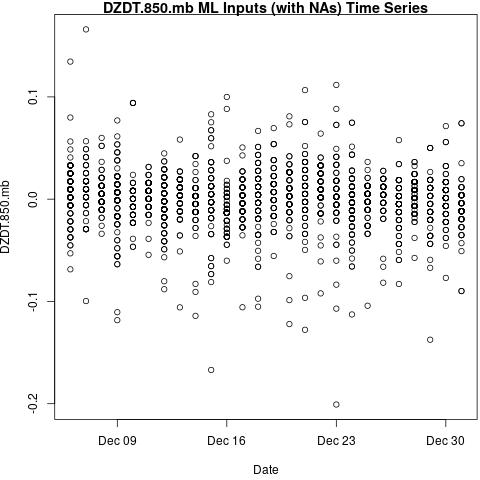 DZDT.850.mb ML Inputs (with NAs) Time Series
DZDT.850.mb
0.1
0.0
-0.1
-0.2
Dec 09 Dec 16 Dec 23 Dec 30
Date